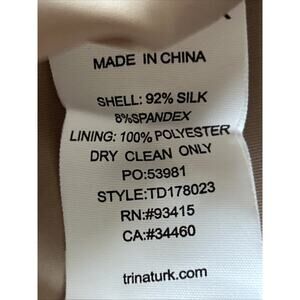 MADE IN CHINA
SHELL: 92% SILK
8%SPANDEX
LINING: 100% POLYESTER
DRY CLEAN ONLY
PO:53981
STYLE:TD178023
RN:#93415
CA:#34460
trinaturk.com